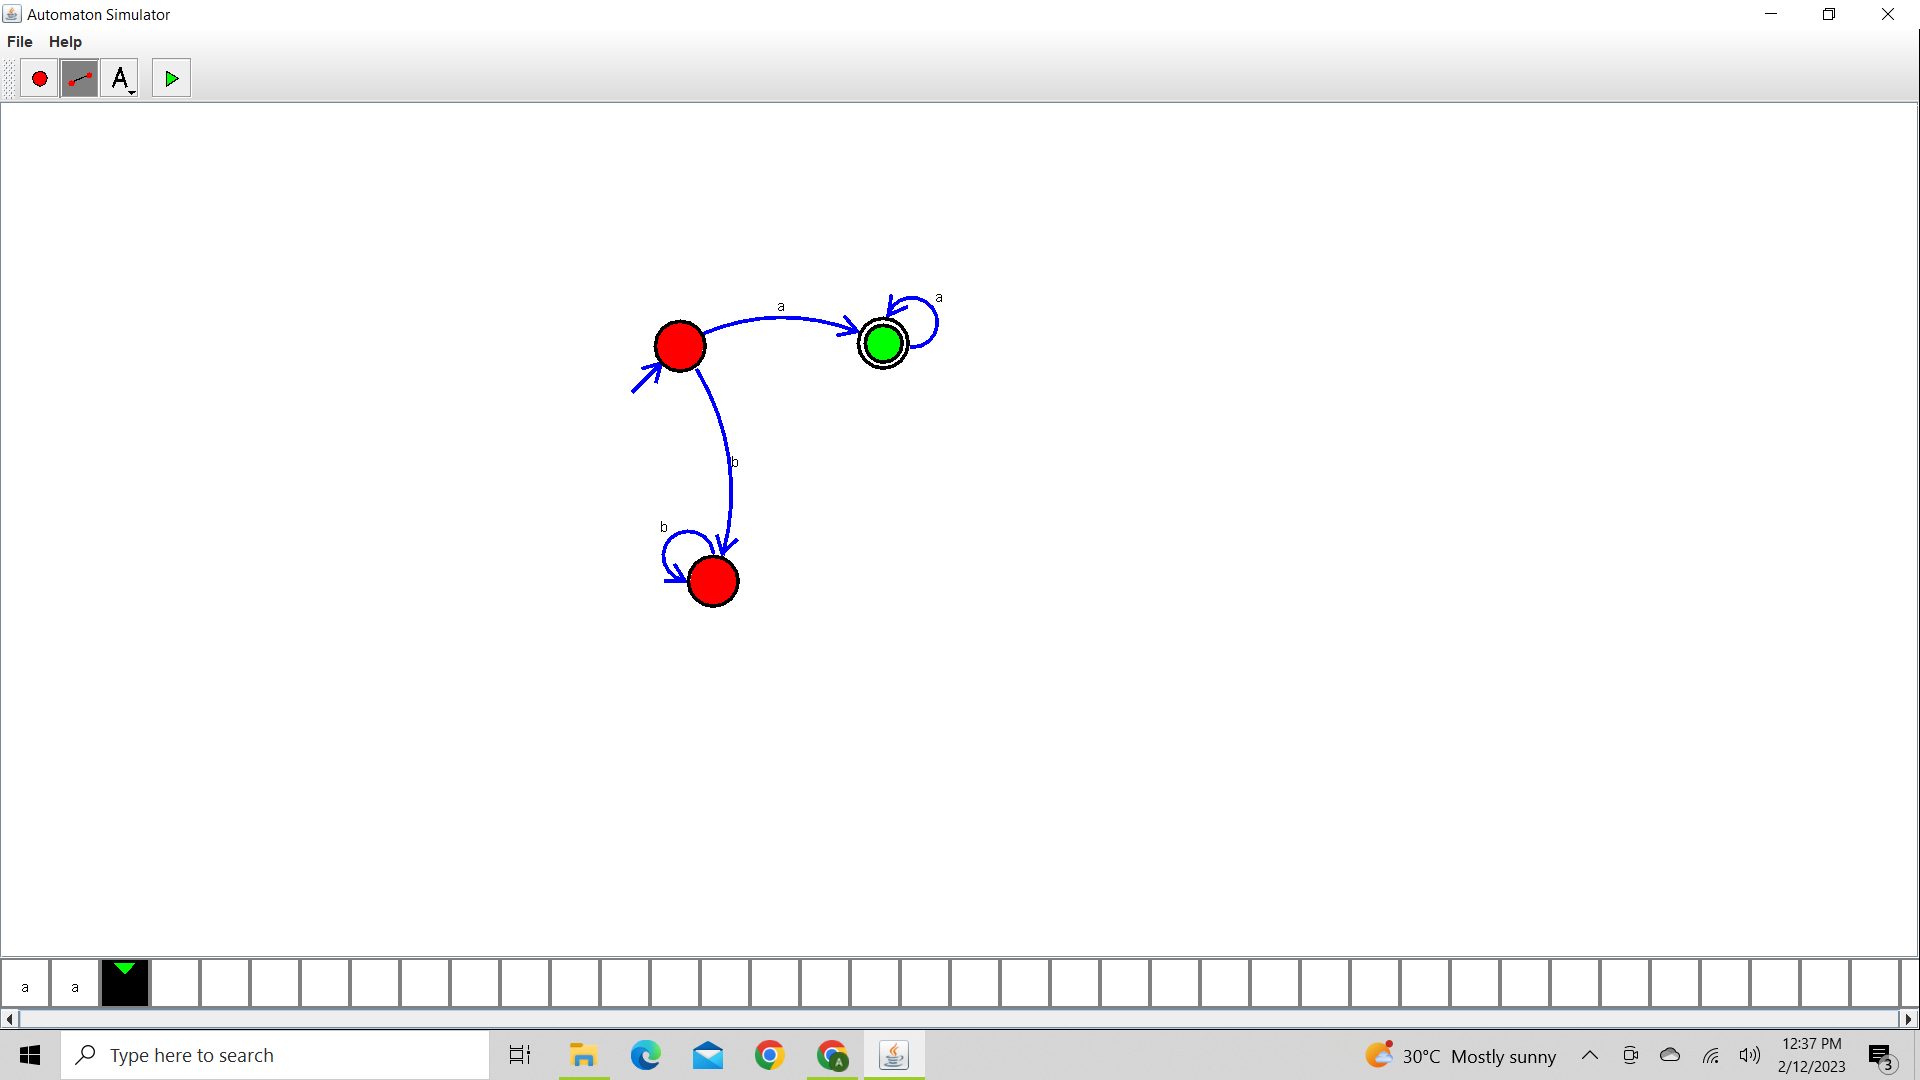 Automaton Simulator
File Help
A
a
a
b
b
a a
Type here to search
A
30°C Mostly sunny
12:37 PM
2/12/2023
3